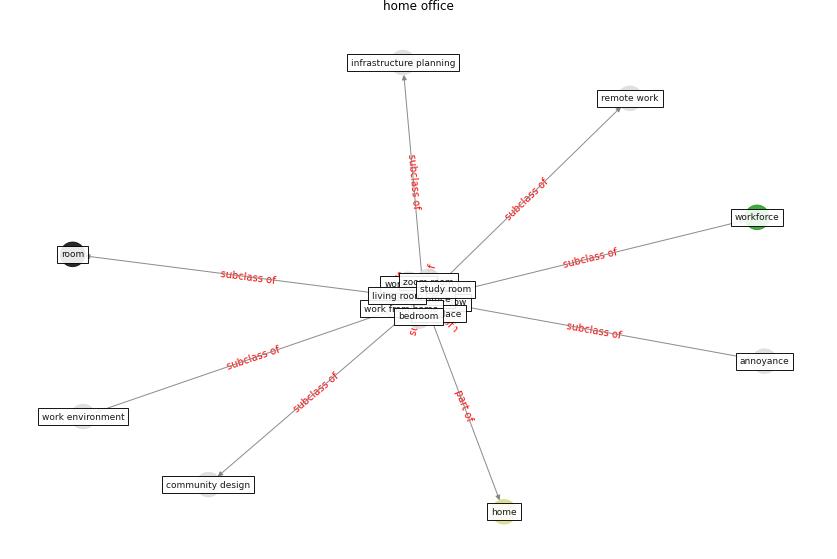 home office
infrastructure planning
remote work
subclass of
subclass of
workforce
subclass of
room
subclass of
zoom room
study room
living room
work from home
bedroom
subclass of
annoyance
subclass of
subclass of
part of
work environment
community design
home